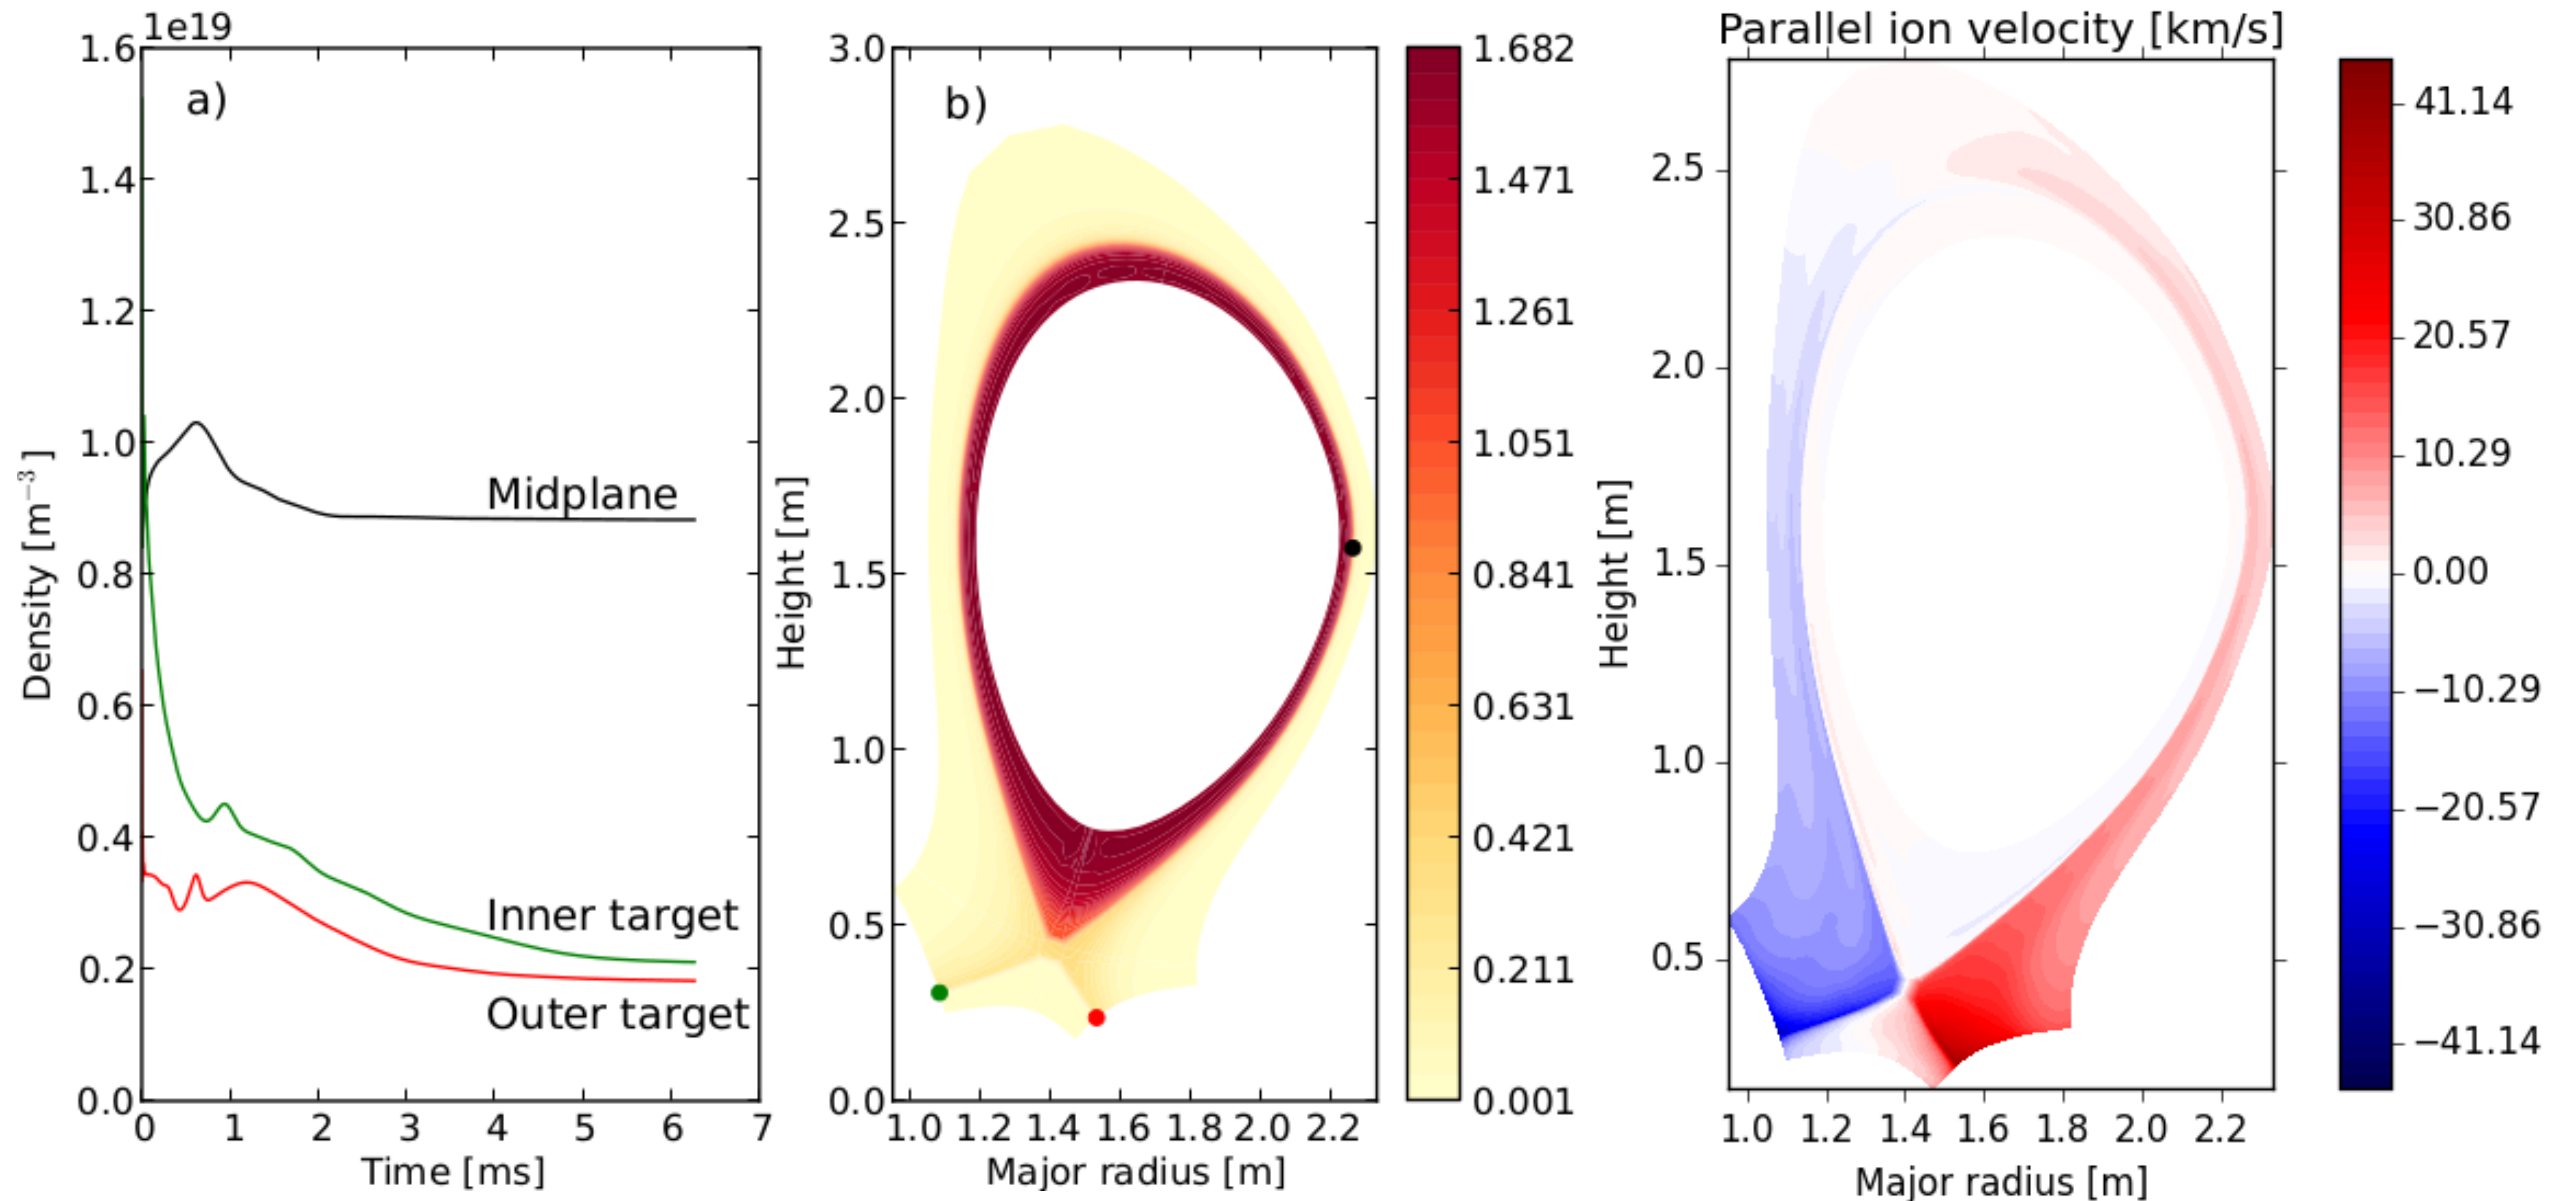 1e19
a)
1.6
1.4
1.2
1.0
0.8
0.6
0.4
0.2
0.0
Density [m⁻³]
Midplane
Inner target
Outer target
0 1 2 3 4 5 6 7
Time [ms]
b)
3.0
2.5
2.0
1.5
1.0
0.5
0.0
Height [m]
1.0 1.2 1.4 1.6 1.8 2.0 2.2
Major radius [m]
1.682
1.471
1.261
1.051
0.841
0.631
0.421
0.211
0.001
Parallel ion velocity [km/s]
2.5
2.0
1.5
1.0
0.5
Height [m]
1.0 1.2 1.4 1.6 1.8 2.0 2.2
Major radius [m]
41.14
30.86
20.57
10.29
0.00
−10.29
−20.57
−30.86
−41.14